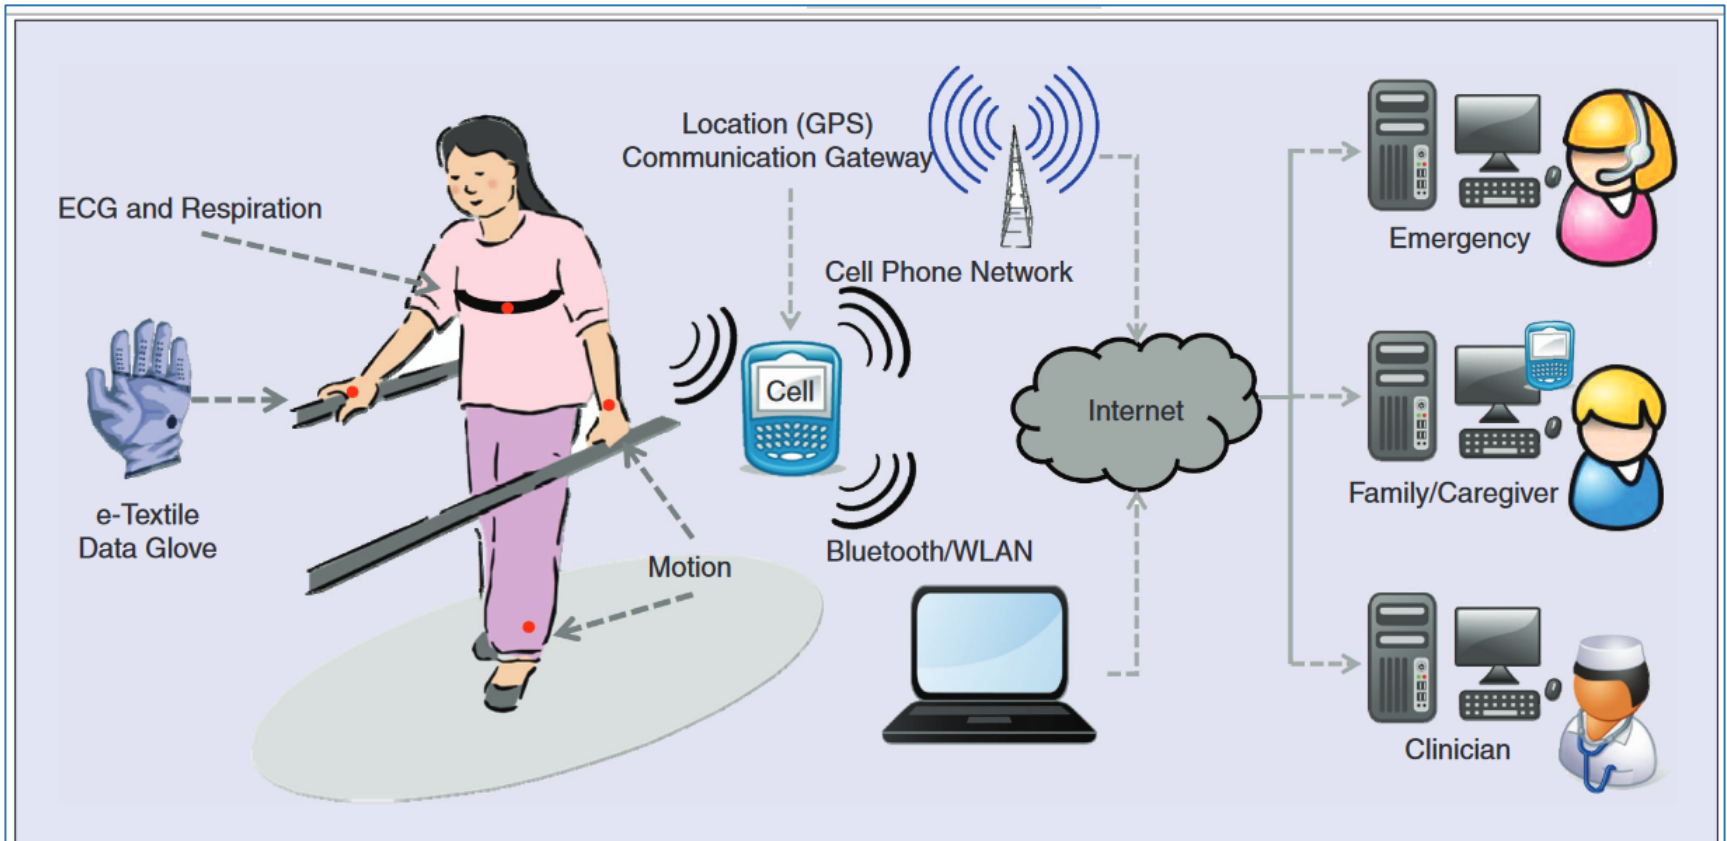 ECG and Respiration
e-Textile
Data Glove
Motion
Location (GPS)
Communication Gateway
Cell
Cell Phone Network
Bluetooth/WLAN
Internet
Emergency
Family/Caregiver
Clinician